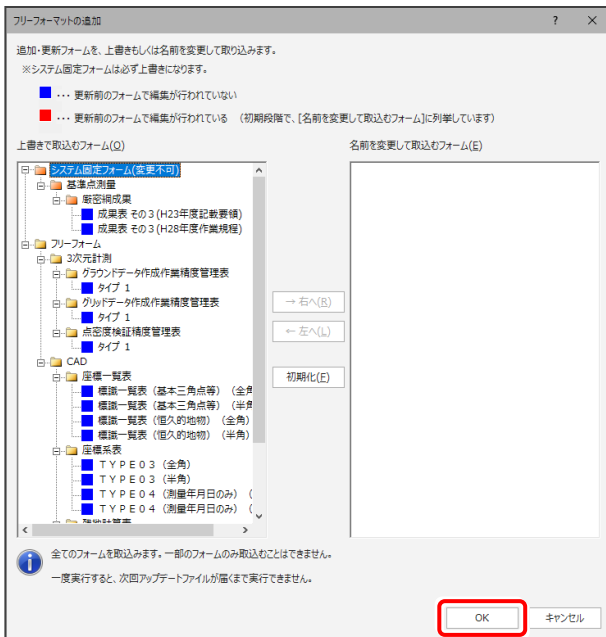 フリーフォーマットの追加
? ×
追加・更新フォームを、上書きもしくは名前を変更して取り込みます。
※システム固定フォームは必ず上書きになります。
・・・ 更新前のフォームで編集が行われていない
・・・ 更新前のフォームで編集が行われている （初期段階で、[名前を変更して取込むフォーム]に列挙しています）
上書きで取込むフォーム(O)
名前を変更して取込むフォーム(E)
システム固定フォーム(変更不可)
基準点測量
厳密網成果
成果表 その３(H23年度記載要領)
成果表 その３(H28年度作業規程)
フリーフォーム
3次元計測
グラウンドデータ作成作業精度管理表
タイプ 1
グリッドデータ作成作業精度管理表
タイプ 1
点密度検証精度管理表
タイプ 1
CAD
座標一覧表
標識一覧表（基本三角点等）（全角
標識一覧表（基本三角点等）（半角
標識一覧表（恒久的地物）（全角）
標識一覧表（恒久的地物）（半角）
座標系表
ＴＹＰＥ０３（全角）
ＴＹＰＥ０３（半角）
ＴＹＰＥ０４（測量年月日のみ）（
ＴＹＰＥ０４（測量年月日のみ）（
→ 右へ(R)
← 左へ(L)
初期化(F)
全てのフォームを取込みます。一部のフォームのみ取込むことはできません。
一度実行すると、次回アップデートファイルが届くまで実行できません。
OK
キャンセル